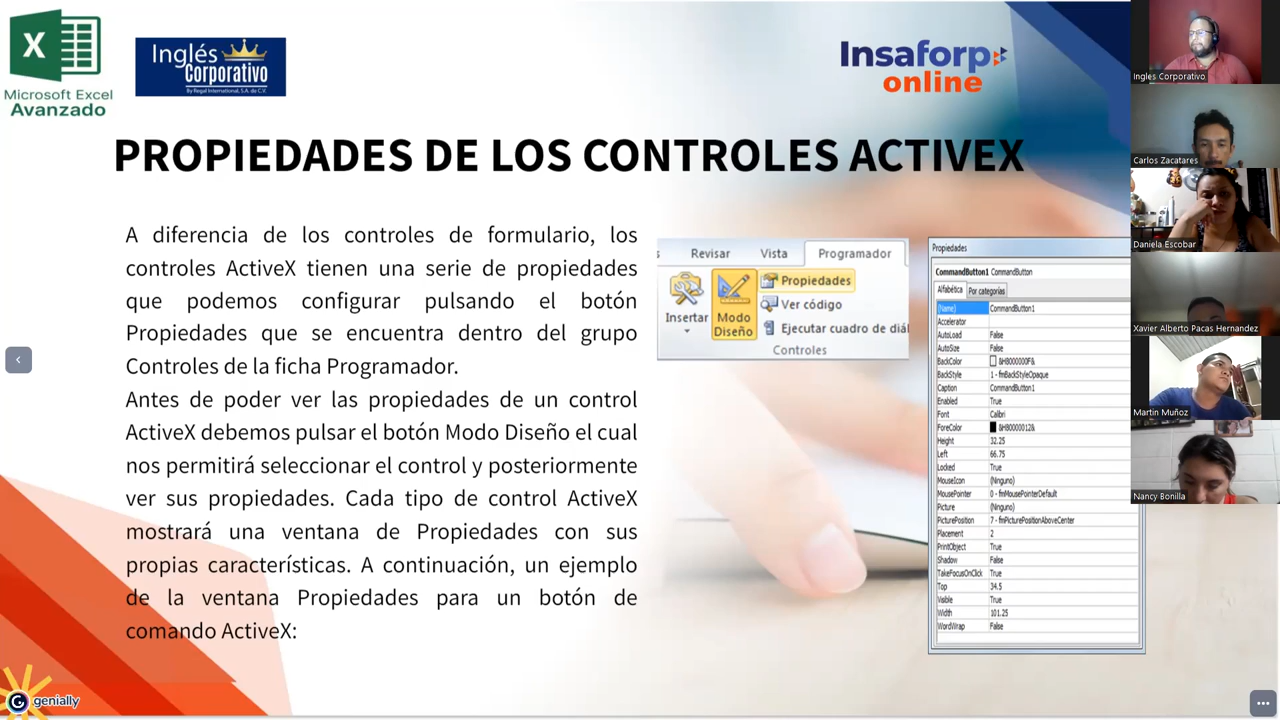 Microsoft Excel
Avanzado
Inglés
Corporativo
By Regal International, S.A. de C.V.
Insaforp
online
PROPIEDADES DE LOS CONTROLES ACTIVEX
A diferencia de los controles de formulario, los
controles ActiveX tienen una serie de propiedades
que podemos configurar pulsando el botón
Propiedades que se encuentra dentro del grupo
Controles de la ficha Programador.
Antes de poder ver las propiedades de un control
ActiveX debemos pulsar el botón Modo Diseño el cual
nos permitirá seleccionar el control y posteriormente
ver sus propiedades. Cada tipo de control ActiveX
mostrará una ventana de Propiedades con sus
propias características. A continuación, un ejemplo
de la ventana Propiedades para un botón de
comando ActiveX:
Revisar Vista Programador
Insertar
Modo
Diseño
Propiedades
Ver código
Ejecutar cuadro de diál
Controles
Propiedades
CommandButton1 CommandButton
Alfabética Por categorías
(Name) CommandButton1
Accelerator
AutoLoad False
AutoSize False
BackColor &H8000000F&
BackStyle 1 - fmBackStyleOpaque
Caption CommandButton1
Enabled True
Font Calibri
ForeColor &H80000012&
Height 32.25
Left 66.75
Locked True
MouseIcon (Ninguno)
MousePointer 0 - fmMousePointerDefault
Picture (Ninguno)
PicturePosition 7 - fmPicturePositionAboveCenter
Placement 2
PrintObject True
Shadow False
TakeFocusOnClick True
Top 34.5
Visible True
Width 101.25
WordWrap False
Ingles Corporativo
Carlos Zacatares
Daniela Escobar
Xavier Alberto Pacas Hernandez
Martin Muñoz
Nancy Bonilla
genially